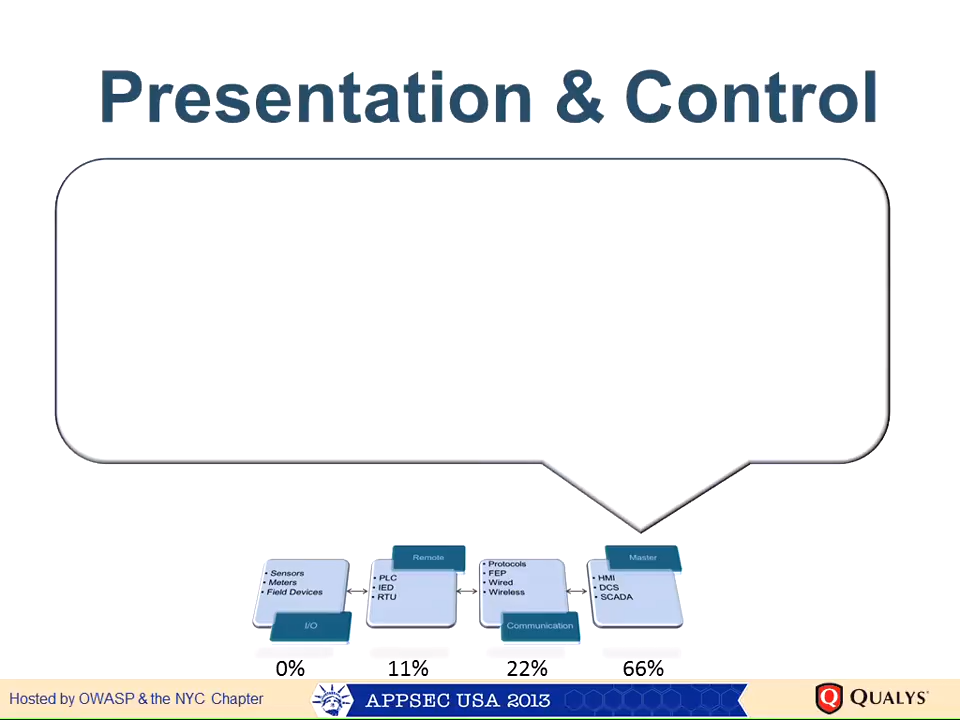 Presentation & Control
Remote
Master
• Sensors
• Meters
• Field Devices
I/O
• PLC
• IED
• RTU
• Protocols
• FEP
• Wired
• Wireless
Communication
• HMI
• DCS
• SCADA
0% 11% 22% 66%
Hosted by OWASP & the NYC Chapter
APPSEC USA 2013
QUALYS®